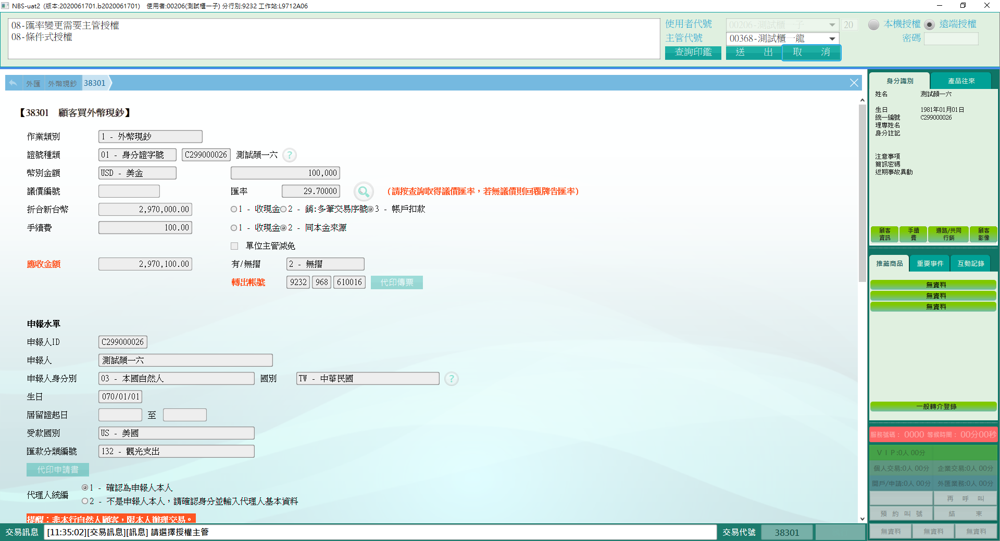 NBS-uat2 (版本:2020061701.b2020061701) 使用者:00206(測試櫃一子) 分行別:9232 工作站:L9712A06
08-匯率變更需要主管授權
08-條件式授權
使用者代號 00206-測試櫃一子 20 本機授權 遠端授權
主管代號 00368-測試櫃一龍 密碼
查詢印鑑 送 出 取 消
外匯 外幣現鈔 38301
【38301 顧客買外幣現鈔】
作業類別 1 - 外幣現鈔
證號種類 01 - 身分證字號 C299000026 測試顏一六 ?
幣別金額 USD - 美金 100,000
議價編號 匯率 29.70000 (請按查詢取得議價匯率，若無議價則回覆牌告匯率)
折合新台幣 2,970,000.00 1 - 收現金 2 - 銷:多筆交易序號 3 - 帳戶扣款
手續費 100.00 1 - 收現金 2 - 同本金來源
單位主管減免
應收金額 2,970,100.00 有/無摺 2 - 無摺
轉出帳號 9232 968 610016 代印傳票
申報水單
申報人ID C299000026
申報人 測試顏一六
申報人身分別 03 - 本國自然人 國別 TW - 中華民國 ?
生日 070/01/01
居留證起日 至
受款國別 US - 美國
匯款分類編號 132 - 觀光支出
代印申請書
代理人統編
1 - 確認為申報人本人
2 - 不是申報人本人，請確認身分並輸入代理人基本資料
提醒：非本行自然人顧客，限本人辦理交易。
交易訊息 [11:35:02][交易訊息][訊息] 請選擇授權主管 交易代號 38301
身分識別 產品往來
姓名 測試顏一六
生日 1981年01月01日
統一編號 C299000026
理專姓名
身分註記
注意事項
簡訊密碼
近期事故異動
顧客資訊 手續費 通路/共同行銷 顧客影像
推薦商品 重要事件 互動記錄
無資料
無資料
無資料
一般轉介登錄
服務號碼： 0000 等候時間： 00分00秒
ＶＩＰ:0人 00分
個人交易:0人 00分 企業交易:0人 00分
開戶/申請:0人 00分 外匯業務:0人 00分
再 呼 叫
預 約 叫 號 結 束
無資料 無資料 無資料